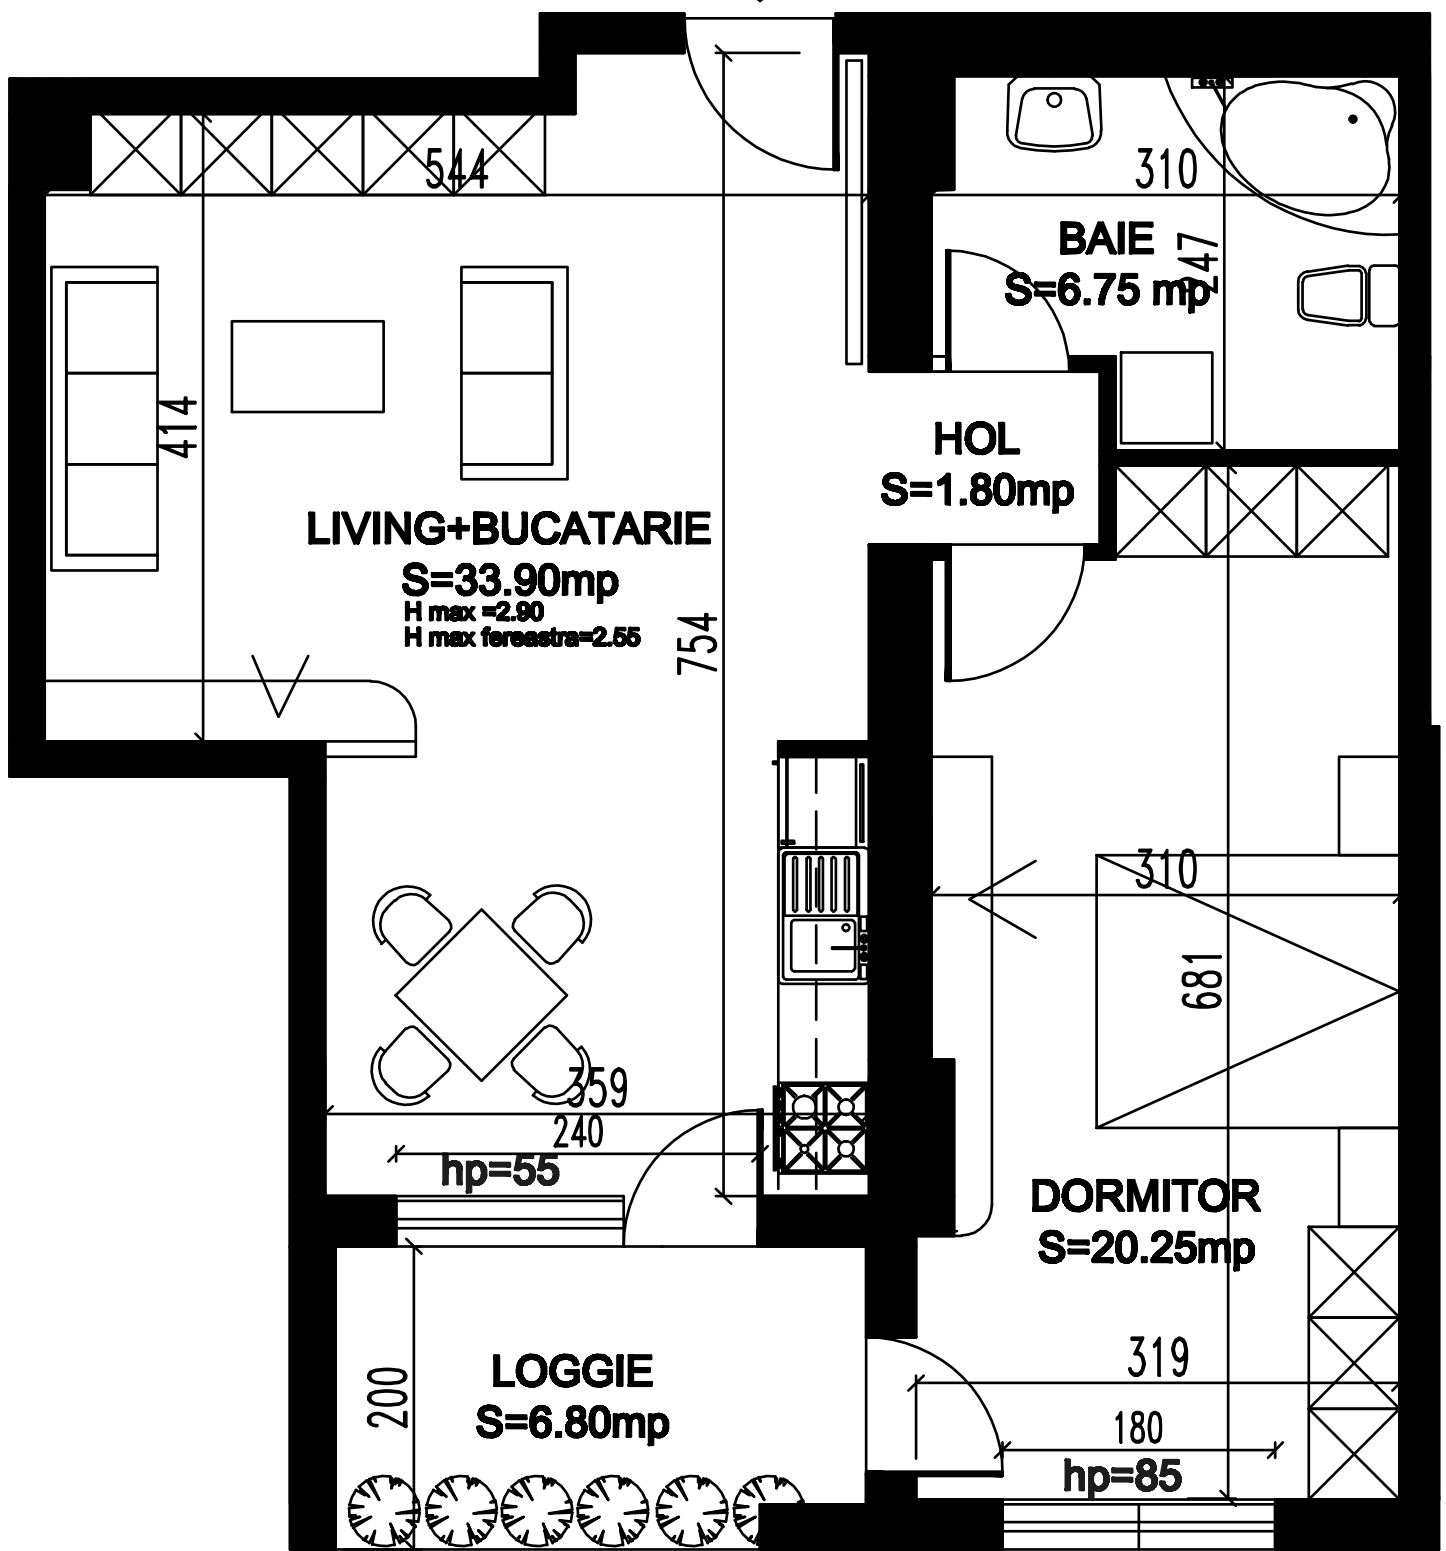 544
310
BAIE
S=6.75 mp
247
414
HOL
S=1.80mp
LIVING+BUCATARIE
S=33.90mp
H max =2.90
H max fereastra=2.55
754
310
681
359
240
hp=55
DORMITOR
S=20.25mp
LOGGIE
S=6.80mp
200
319
180
hp=85